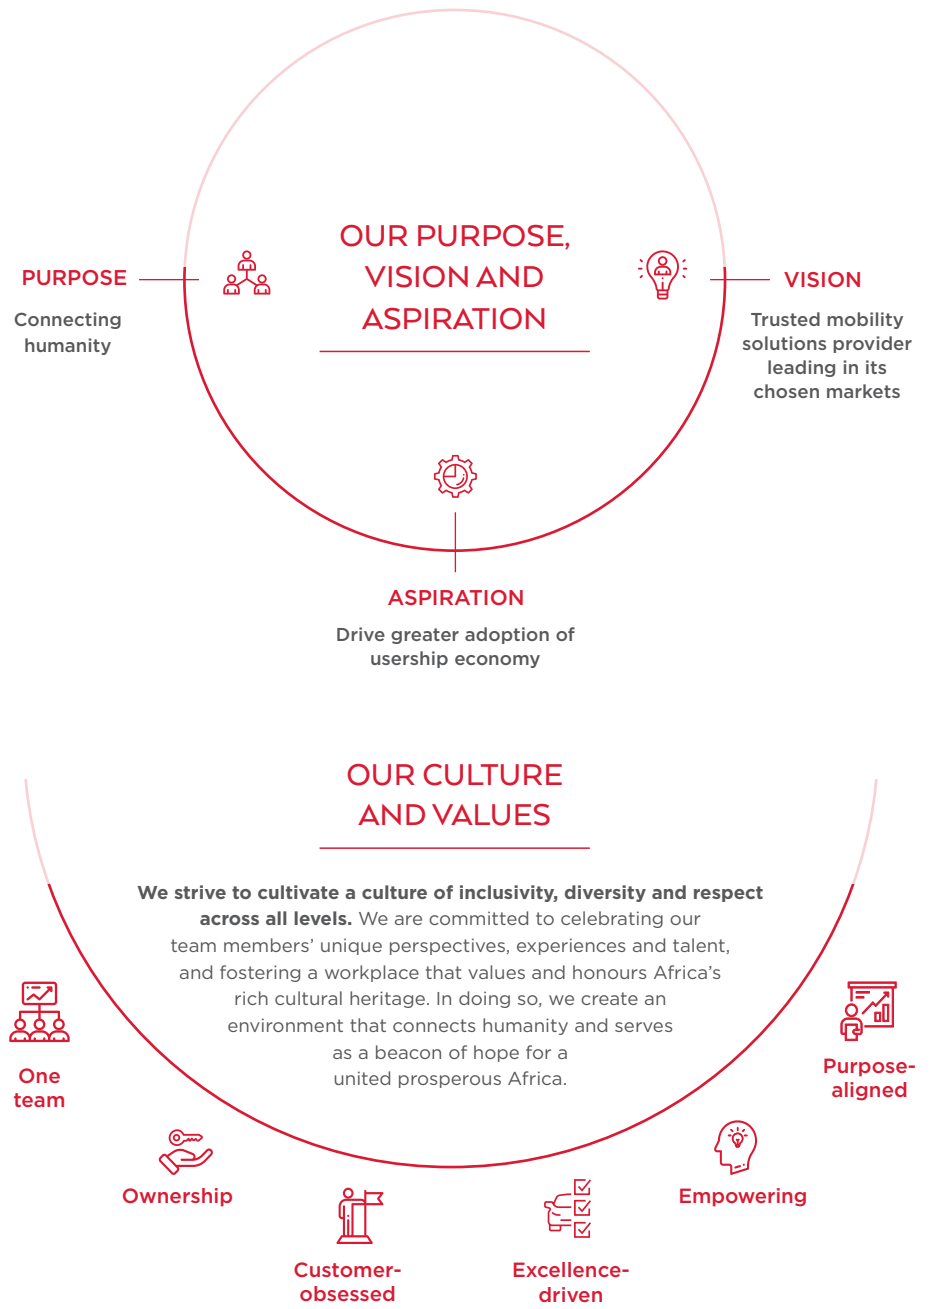 OUR PURPOSE,
VISION AND
ASPIRATION
PURPOSE
Connecting
humanity
VISION
Trusted mobility
solutions provider
leading in its
chosen markets
ASPIRATION
Drive greater adoption of
usership economy
OUR CULTURE
AND VALUES
We strive to cultivate a culture of inclusivity, diversity and respect
across all levels. We are committed to celebrating our
team members’ unique perspectives, experiences and talent,
and fostering a workplace that values and honours Africa’s
rich cultural heritage. In doing so, we create an
environment that connects humanity and serves
as a beacon of hope for a
united prosperous Africa.
One
team
Ownership
Customer-
obsessed
Excellence-
driven
Empowering
Purpose-
aligned